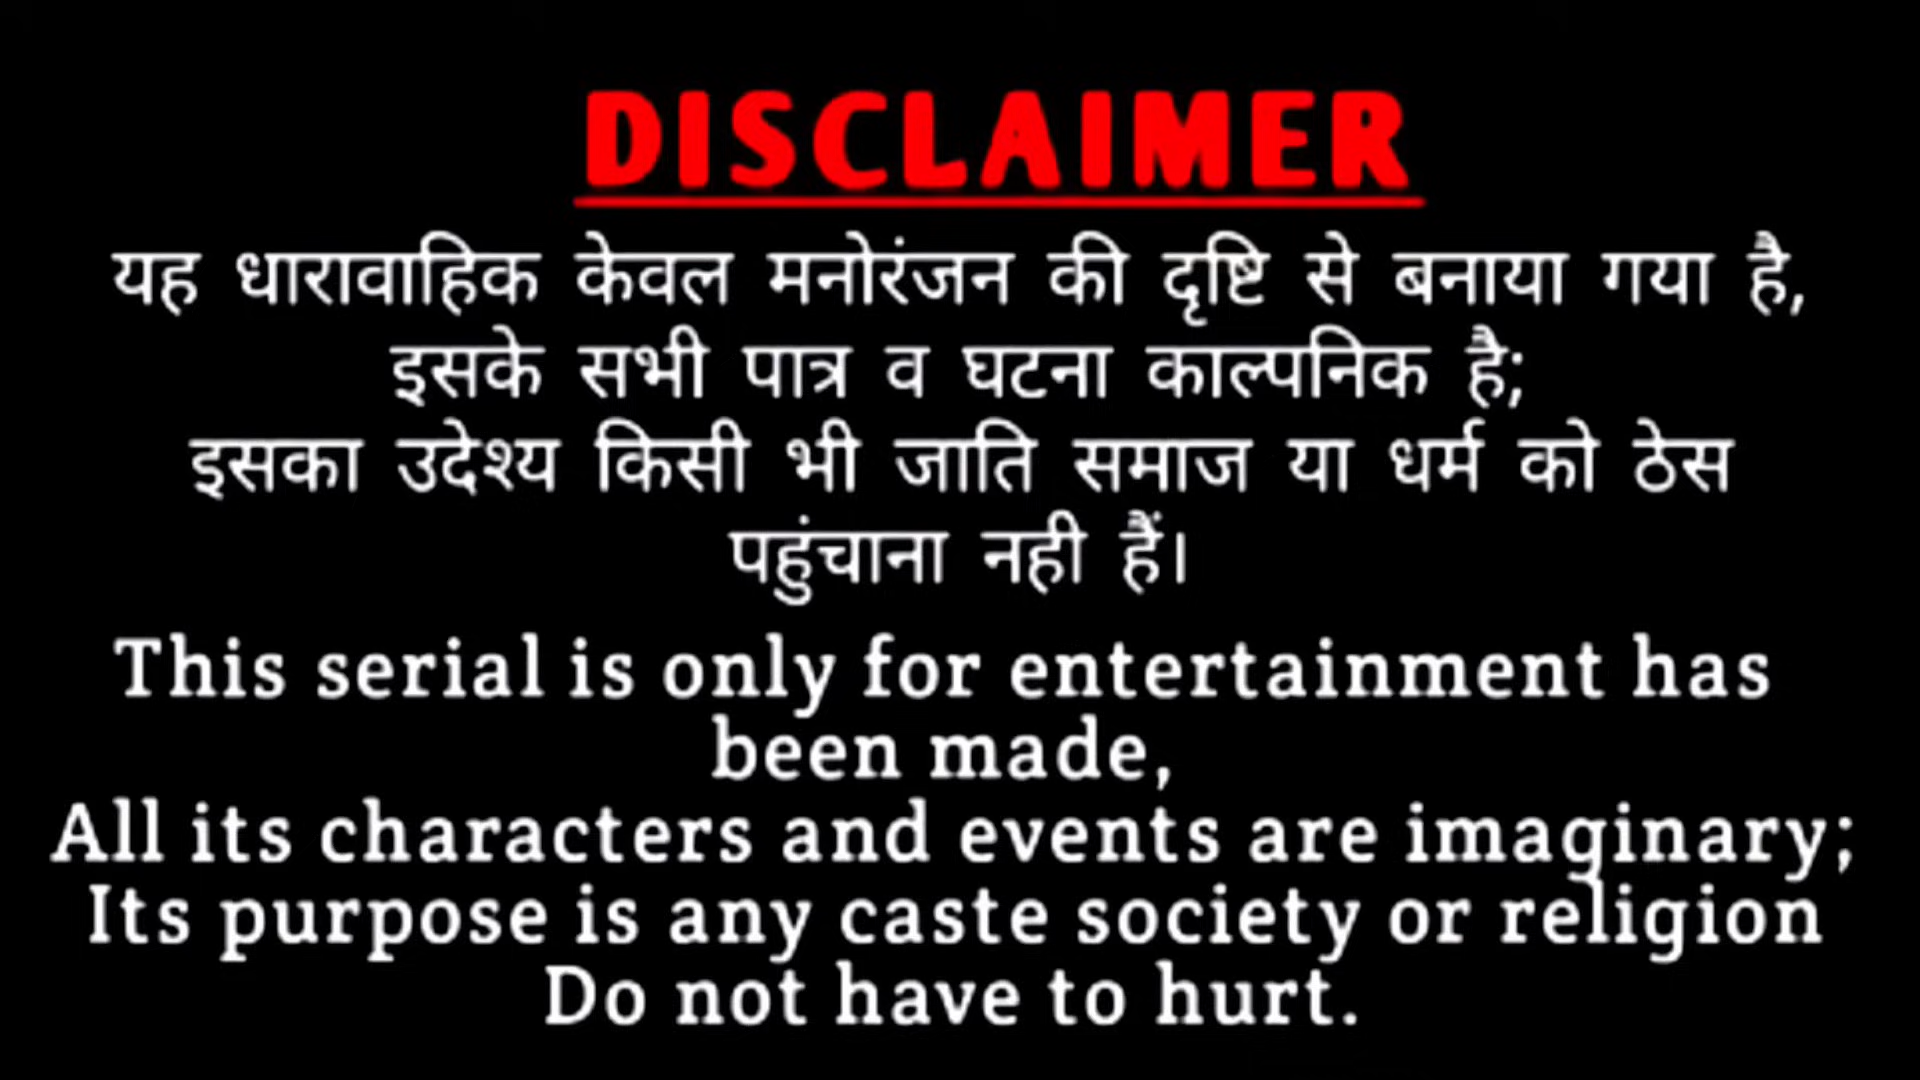 DISCLAIMER
यह धारावाहिक केवल मनोरंजन की दृष्टि से बनाया गया है,
इसके सभी पात्र व घटना काल्पनिक है;
इसका उदेश्य किसी भी जाति समाज या धर्म को ठेस
पहुंचाना नही हैं।
This serial is only for entertainment has
been made,
All its characters and events are imaginary;
Its purpose is any caste society or religion
Do not have to hurt.